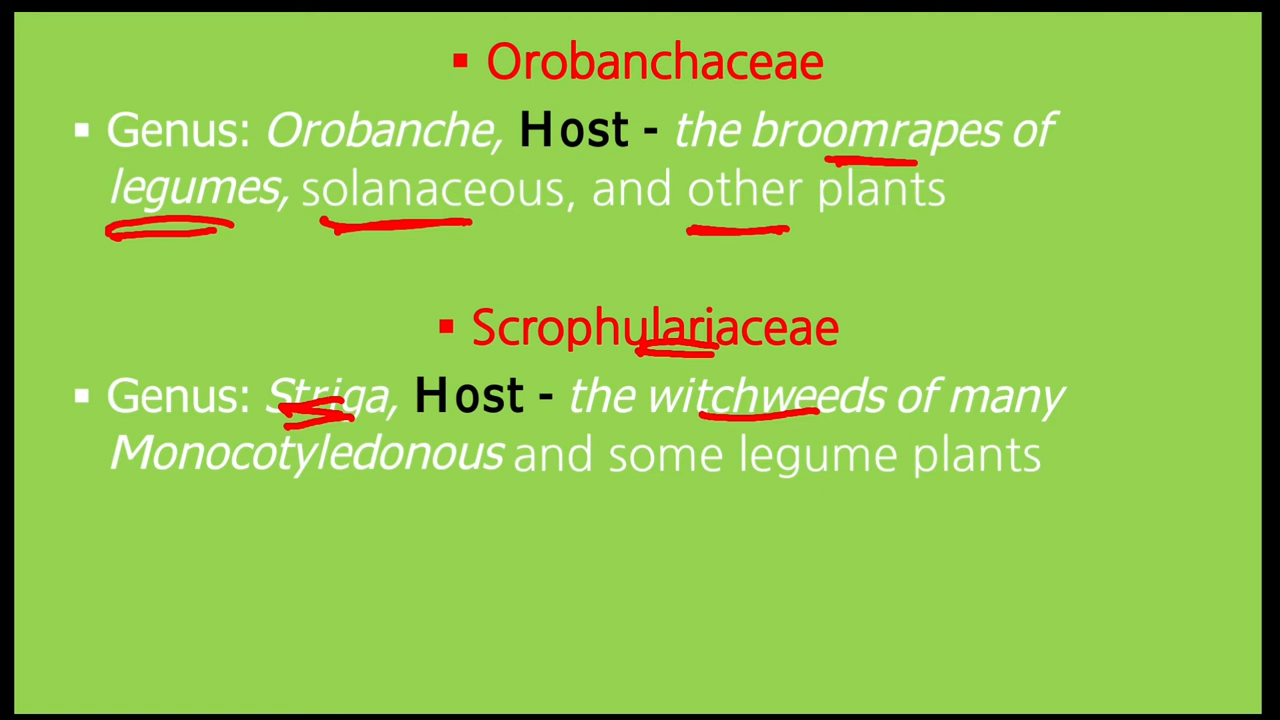 ▪ Orobanchaceae
▪ Genus: Orobanche, Host - the broomrapes of
legumes, solanaceous, and other plants
▪ Scrophulariaceae
▪ Genus: Striga, Host - the witchweeds of many
Monocotyledonous and some legume plants